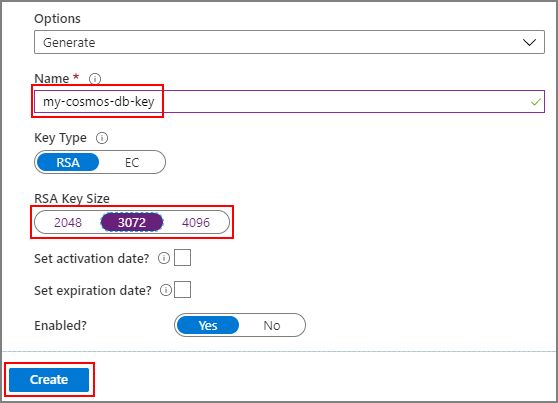 Options
Generate
Name *
my-cosmos-db-key
Key Type
RSA EC
RSA Key Size
2048 3072 4096
Set activation date?
Set expiration date?
Enabled? Yes No
Create